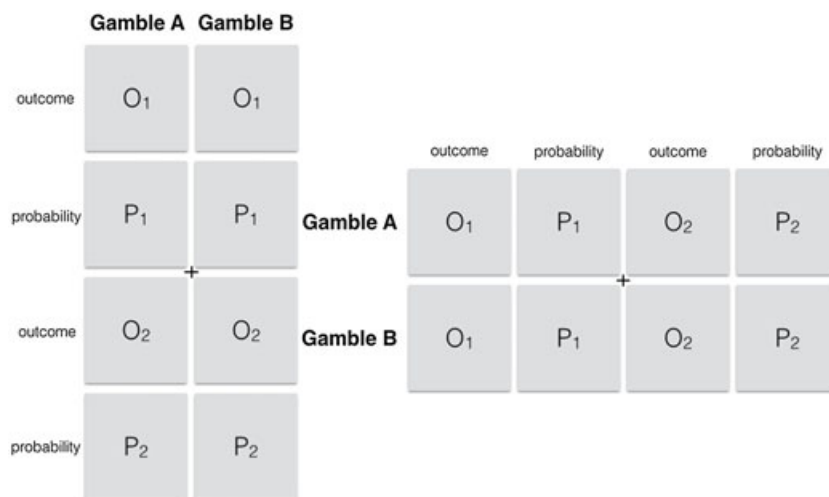 Gamble A Gamble B
outcome O₁ O₁
probability P₁ P₁
+
outcome O₂ O₂
probability P₂ P₂
outcome probability outcome probability
Gamble A O₁ P₁ O₂ P₂
+
Gamble B O₁ P₁ O₂ P₂